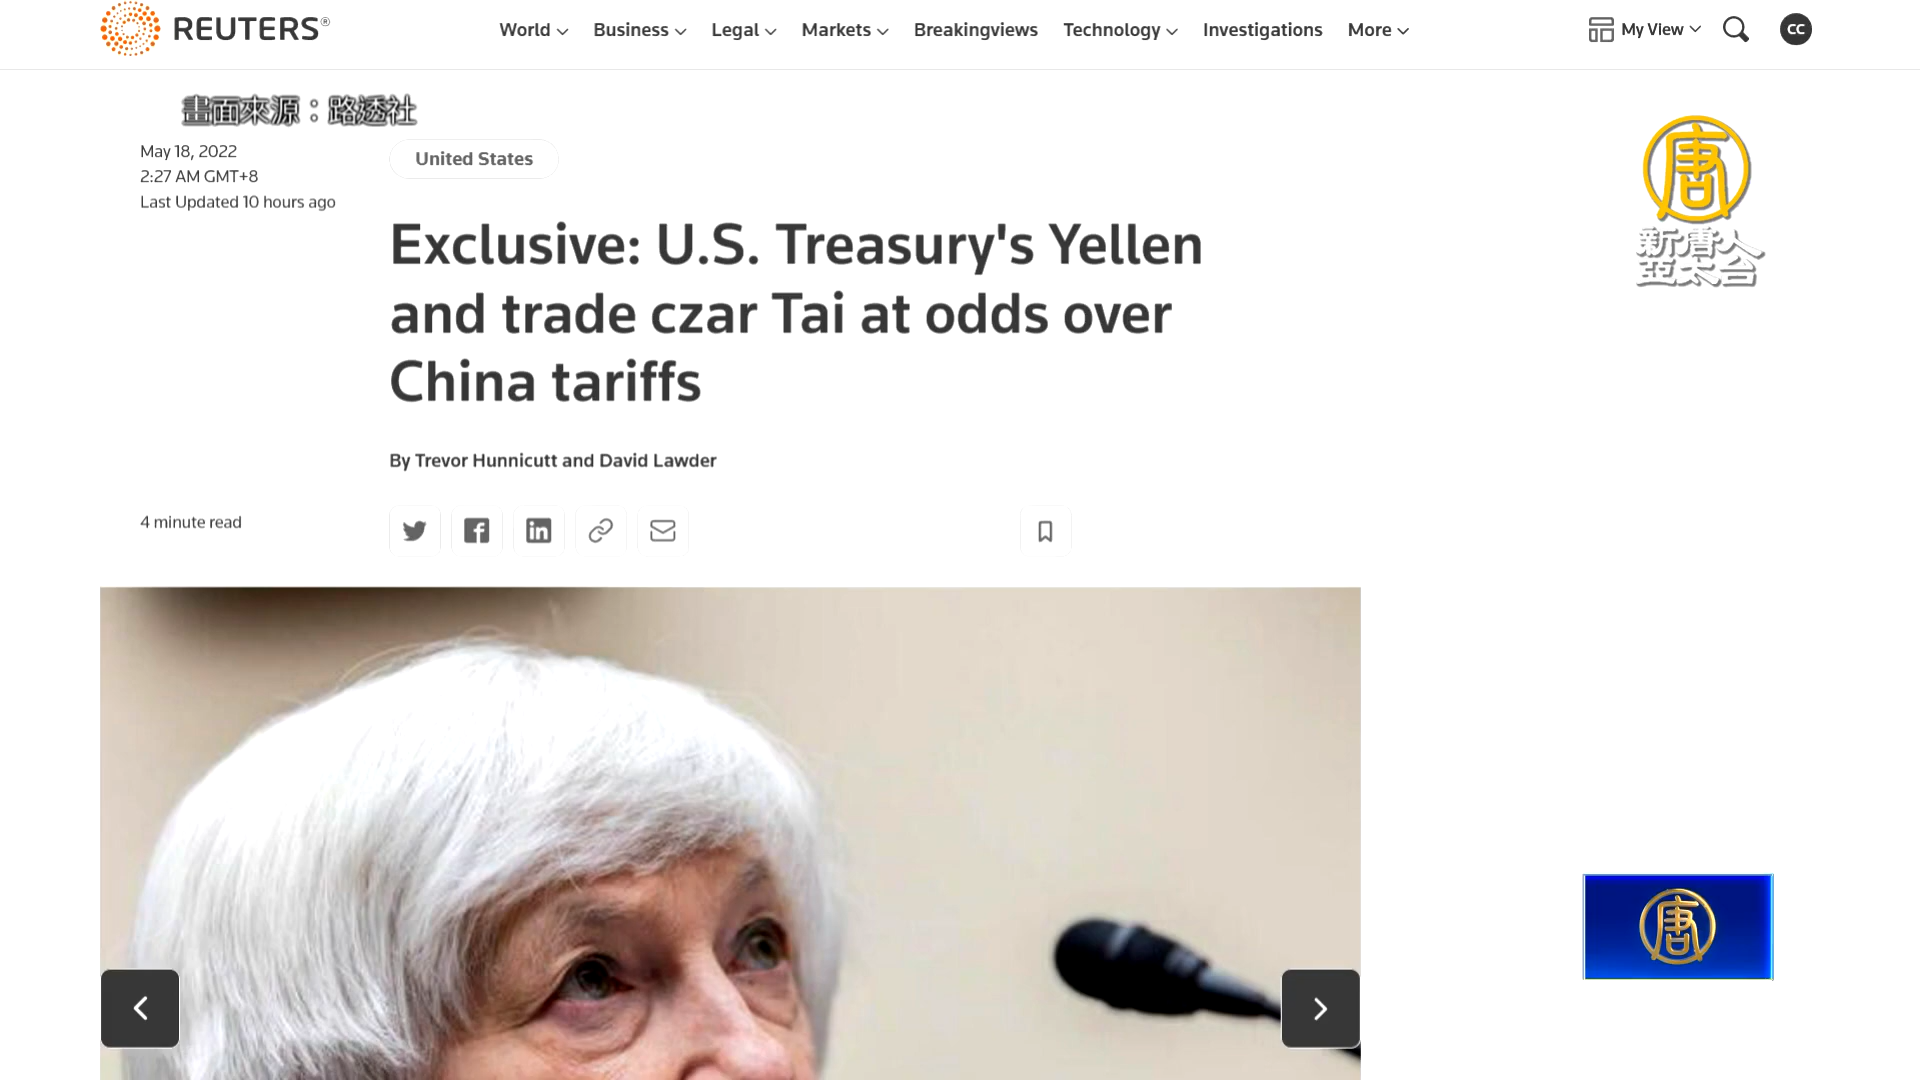 REUTERS®
World
Business
Legal
Markets
Breakingviews
Technology
Investigations
More
My View
CC
畫面來源：路透社
May 18, 2022
2:27 AM GMT+8
Last Updated 10 hours ago
United States
唐
新唐人
亞太台
Exclusive: U.S. Treasury's Yellen
and trade czar Tai at odds over
China tariffs
By Trevor Hunnicutt and David Lawder
4 minute read
in
唐